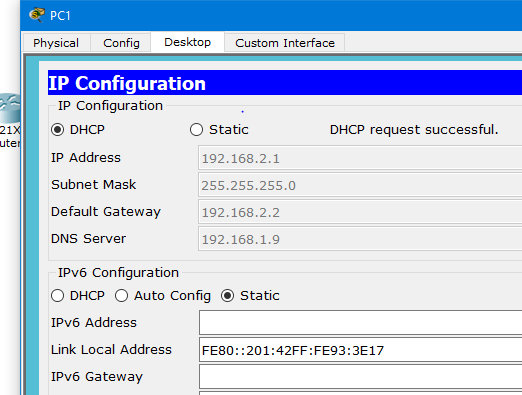 PC1
Physical Config Desktop Custom Interface
IP Configuration
IP Configuration
DHCP Static DHCP request successful.
IP Address 192.168.2.1
Subnet Mask 255.255.255.0
Default Gateway 192.168.2.2
DNS Server 192.168.1.9
IPv6 Configuration
DHCP Auto Config Static
IPv6 Address
Link Local Address FE80::201:42FF:FE93:3E17
IPv6 Gateway
21X
uter